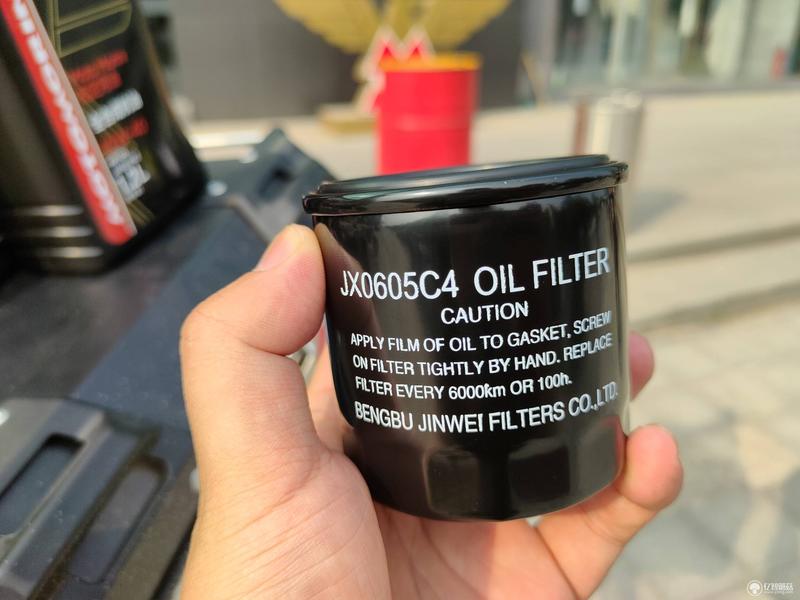 JX0605C4 OIL FILTER
CAUTION
APPLY FILM OF OIL TO GASKET, SCREW
ON FILTER TIGHTLY BY HAND. REPLACE
FILTER EVERY 6000km OR 100h.
BENGBU JINWEI FILTERS CO.,LTD.